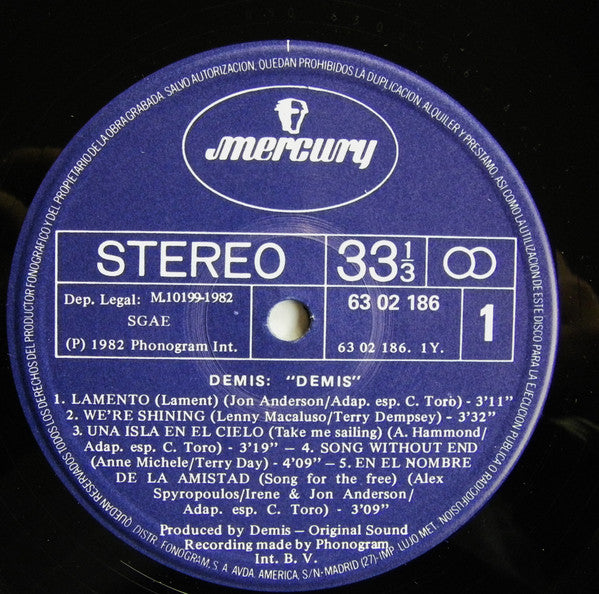 QUEDAN RESERVADOS TODOS LOS DERECHOS DEL PRODUCTOR FONOGRAFICO Y DEL PROPIETARIO DE LA OBRA GRABADA. SALVO AUTORIZACION, QUEDAN PROHIBIDOS LA DUPLICACION, ALQUILER Y PRESTAMO, ASI COMO LA UTILIZACION DE ESTE DISCO PARA LA EJECUCION PUBLICA O RADIODIFUSION.
mercury
STEREO
33 1/3
Dep. Legal: M.10199-1982
SGAE
(P) 1982 Phonogram Int.
63 02 186
63 02 186. 1Y.
1
DEMIS: "DEMIS"
1. LAMENTO (Lament) (Jon Anderson/Adap. esp. C. Toro) - 3'11"
2. WE'RE SHINING (Lenny Macaluso/Terry Dempsey) - 3'32"
3. UNA ISLA EN EL CIELO (Take me sailing) (A. Hammond/
Adap. esp. C. Toro) - 3'19" – 4. SONG WITHOUT END
(Anne Michele/Terry Day) - 4'09" – 5. EN EL NOMBRE
DE LA AMISTAD (Song for the free) (Alex
Spyropoulos/Irene & Jon Anderson/
Adap. esp. C. Toro) - 3'09"
Produced by Demis – Original Sound
Recording made by Phonogram
Int. B. V.
DISTR. FONOGRAM, S. A. AVDA. AMERICA, S/N - MADRID (27) - IMP. LUJO MET.